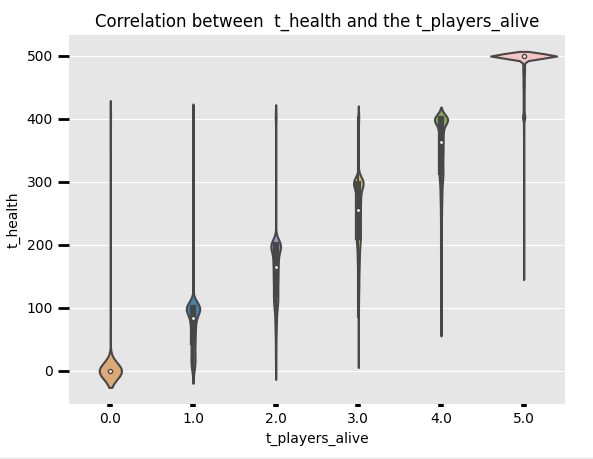 Correlation between  t_health and the t_players_alive
500
400
300
200
100
0
t_health
0.0 1.0 2.0 3.0 4.0 5.0
t_players_alive